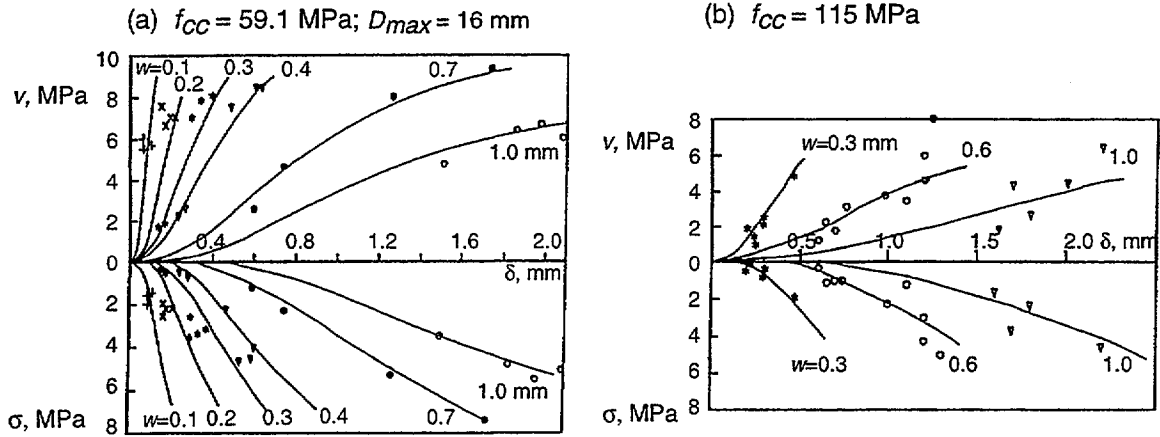 (a) fcc = 59.1 MPa; Dmax = 16 mm
10
w=0.1
0.2
0.3
0.4
0.7
v, MPa
8
6
4
2
0
1.0 mm
0.4
0.8
1.2
1.6
2.0
δ, mm
2
4
6
8
σ, MPa
w=0.1
0.2
0.3
0.4
0.7
1.0 mm
(b) fcc = 115 MPa
8
v, MPa
6
4
2
0
w=0.3 mm
0.6
1.0
0.5
1.0
1.5
2.0 δ, mm
2
4
6
8
σ, MPa
w=0.3
0.6
1.0